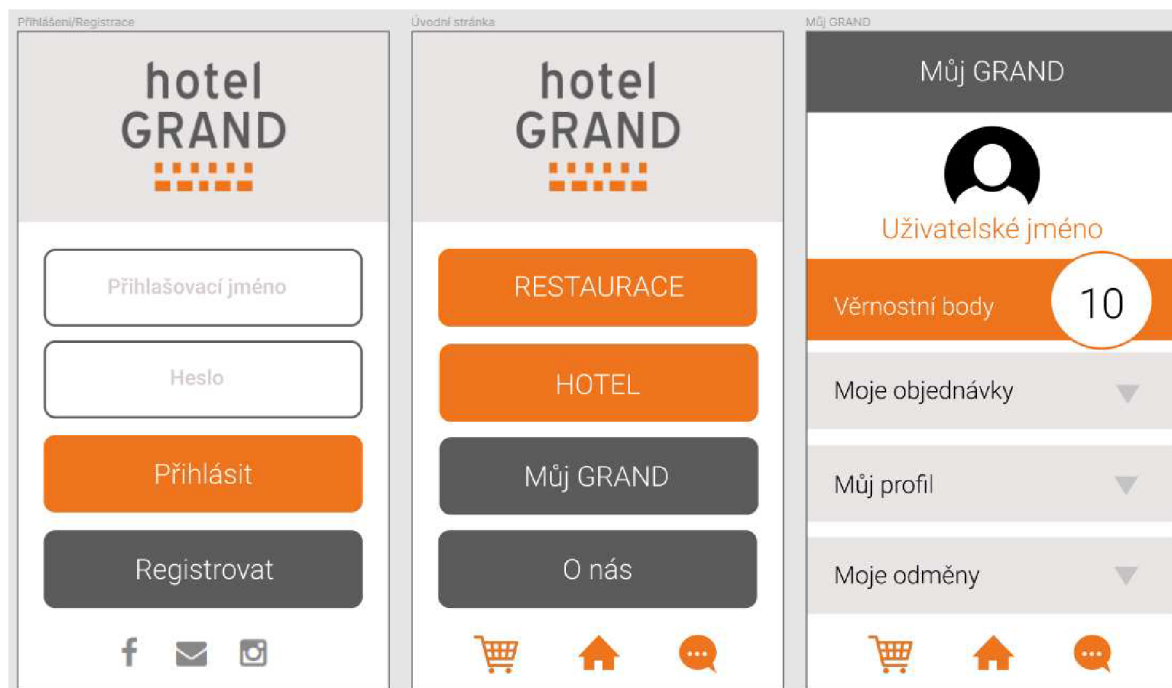 Přihlášení/Registrace
hotel
GRAND
Přihlašovací jméno
Heslo
Přihlásit
Registrovat
Úvodní stránka
hotel
GRAND
RESTAURACE
HOTEL
Můj GRAND
O nás
Můj GRAND
Můj GRAND
Uživatelské jméno
Věrnostní body 10
Moje objednávky
Můj profil
Moje odměny